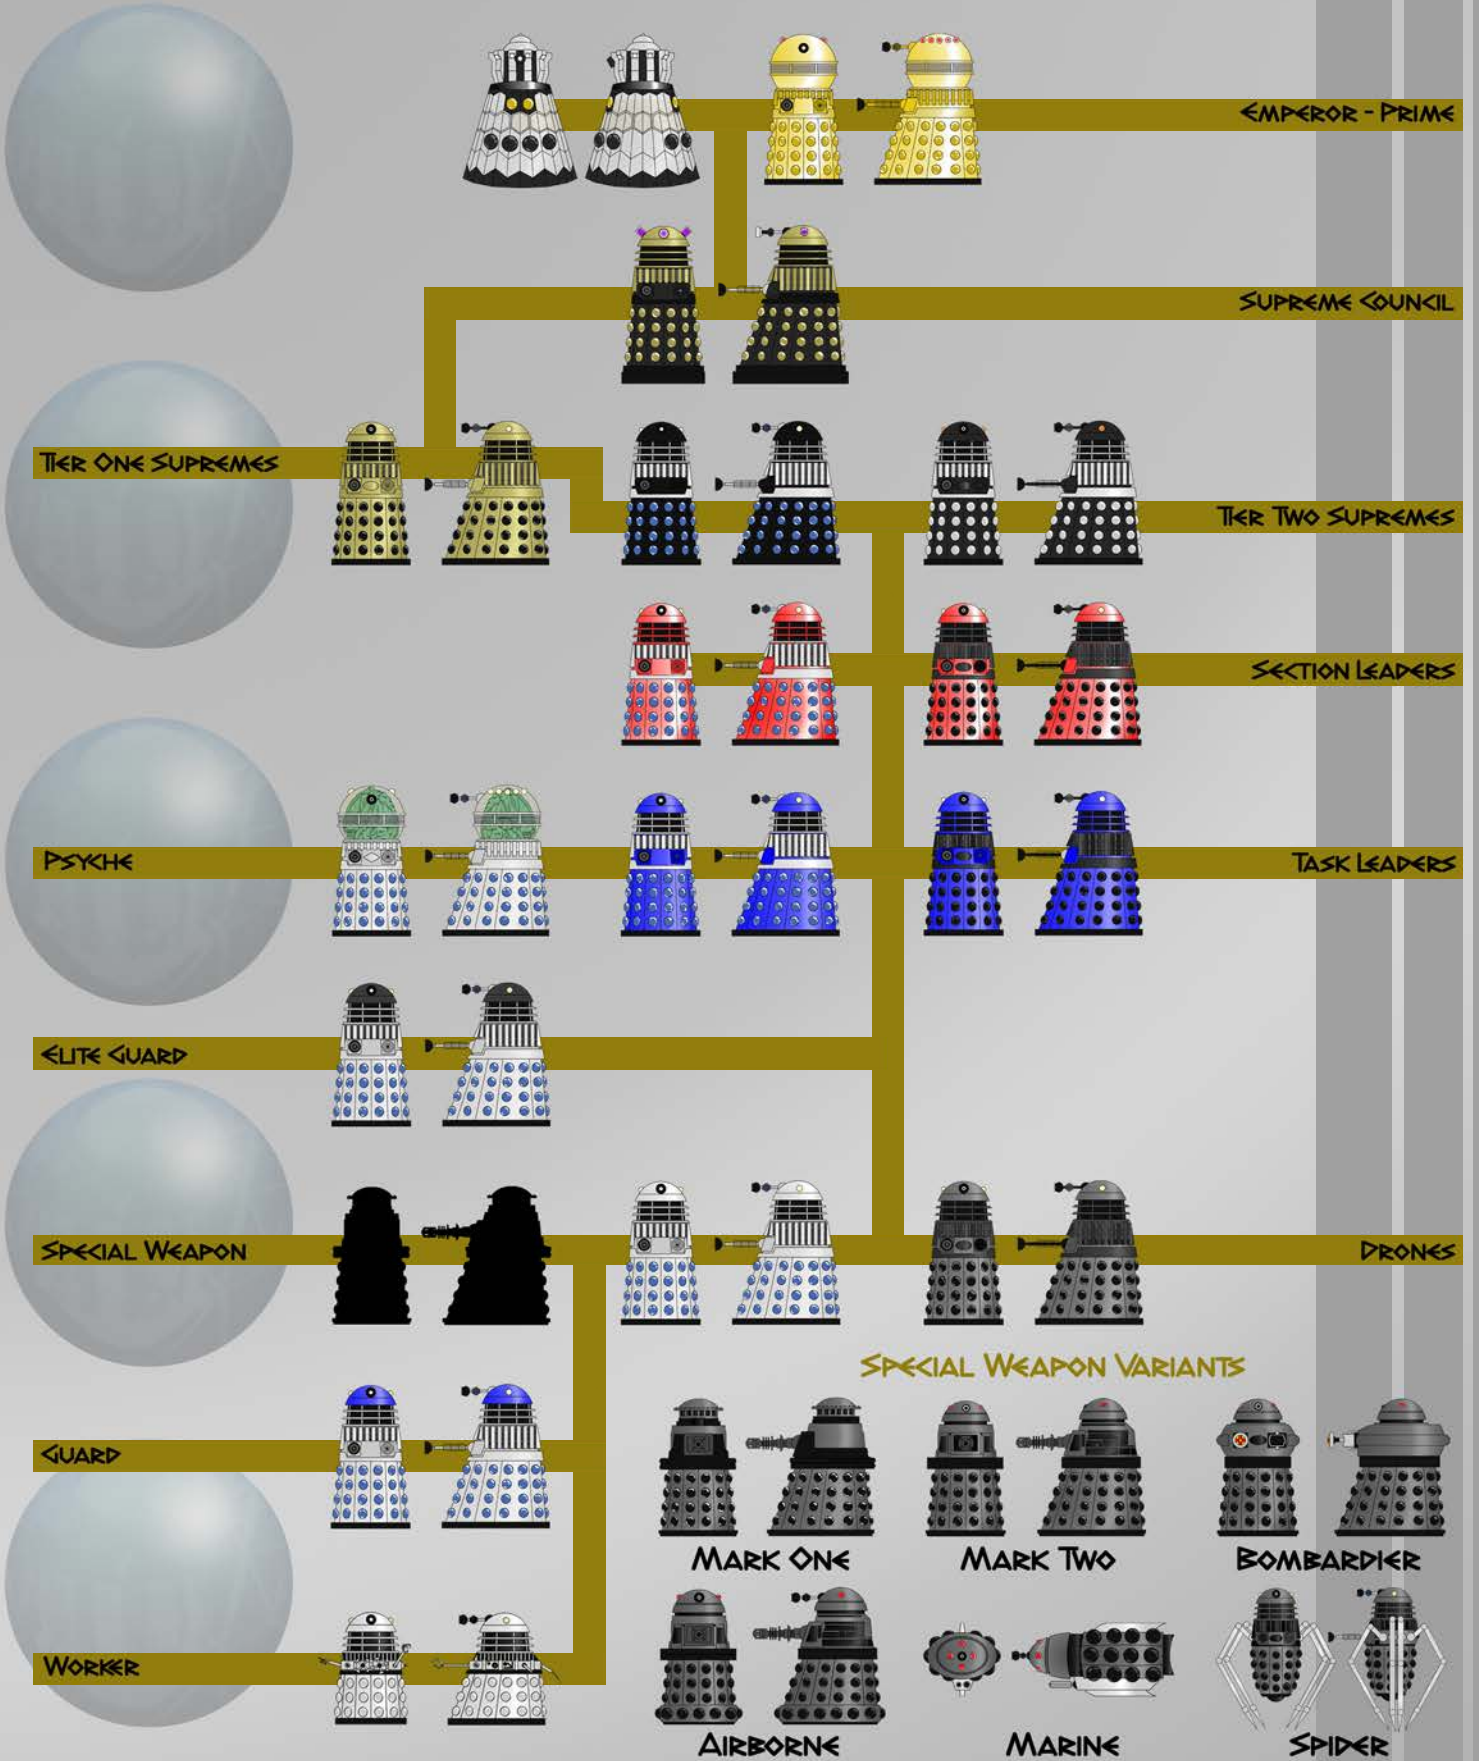 EMPEROR - PRIME
SUPREME COUNCIL
TIER ONE SUPREMES
TIER TWO SUPREMES
SECTION LEADERS
PSYCHE
TASK LEADERS
ELITE GUARD
SPECIAL WEAPON
DRONES
SPECIAL WEAPON VARIANTS
GUARD
MARK ONE
MARK TWO
BOMBARDIER
WORKER
AIRBORNE
MARINE
SPIDER